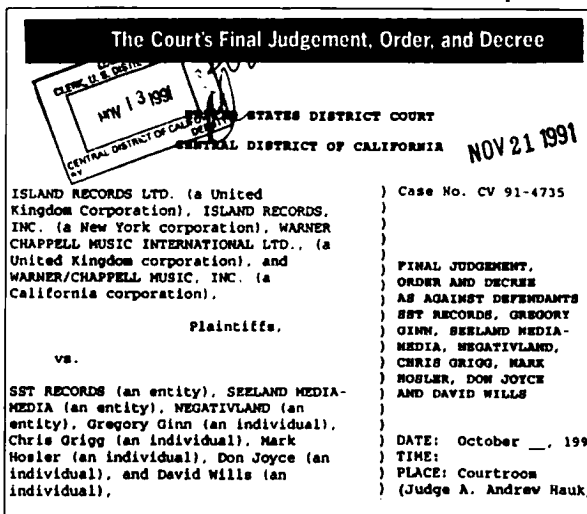 The Court's Final Judgement, Order, and Decree
CLERK, U. S. DISTRICT
NOV 13 1991
CENTRAL DISTRICT OF CALIFORNIA
BY DEPUTY
STATES DISTRICT COURT
CENTRAL DISTRICT OF CALIFORNIA
NOV 21 1991
ISLAND RECORDS LTD. (a United
Kingdom Corporation), ISLAND RECORDS,
INC. (a New York corporation), WARNER
CHAPPELL MUSIC INTERNATIONAL LTD., (a
United Kingdom corporation), and
WARNER/CHAPPELL MUSIC, INC. (a
California corporation),
Plaintiffs,
vs.
SST RECORDS (an entity), SEELAND MEDIA-
MEDIA (an entity), NEGATIVLAND (an
entity), Gregory Ginn (an individual),
Chris Grigg (an individual), Mark
Hosler (an individual), Don Joyce (an
individual), and David Wills (an
individual),
) Case No. CV 91-4735
)
)
)
) FINAL JUDGEMENT,
) ORDER AND DECREE
) AS AGAINST DEFENDANTS
) SST RECORDS, GREGORY
) GINN, SEELAND MEDIA-
) MEDIA, NEGATIVLAND,
) CHRIS GRIGG, MARK
) HOSLER, DON JOYCE
) AND DAVID WILLS
)
)
) DATE: October __, 199
) TIME:
) PLACE: Courtroom
) (Judge A. Andrew Hauk